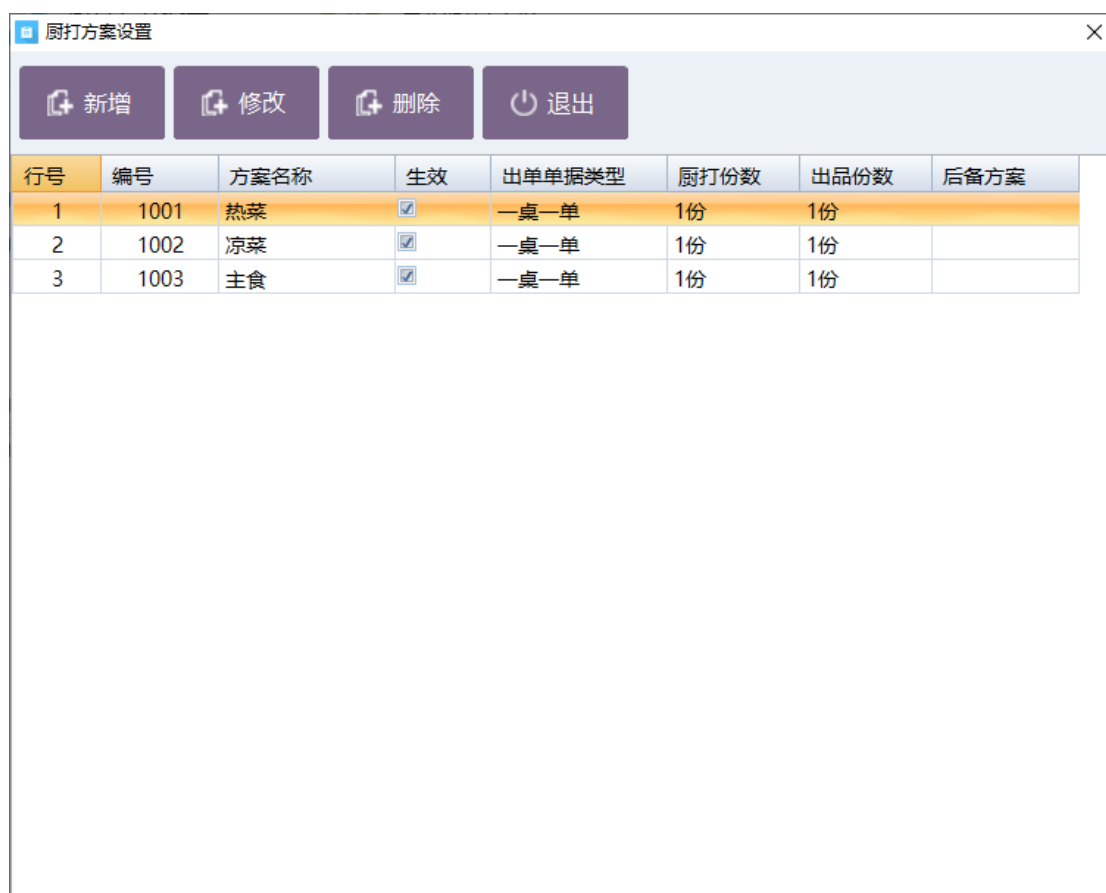 厨打方案设置
新增 修改 删除 退出
行号 编号 方案名称 生效 出单单据类型 厨打份数 出品份数 后备方案
1 1001 热菜 一桌一单 1份 1份
2 1002 凉菜 一桌一单 1份 1份
3 1003 主食 一桌一单 1份 1份